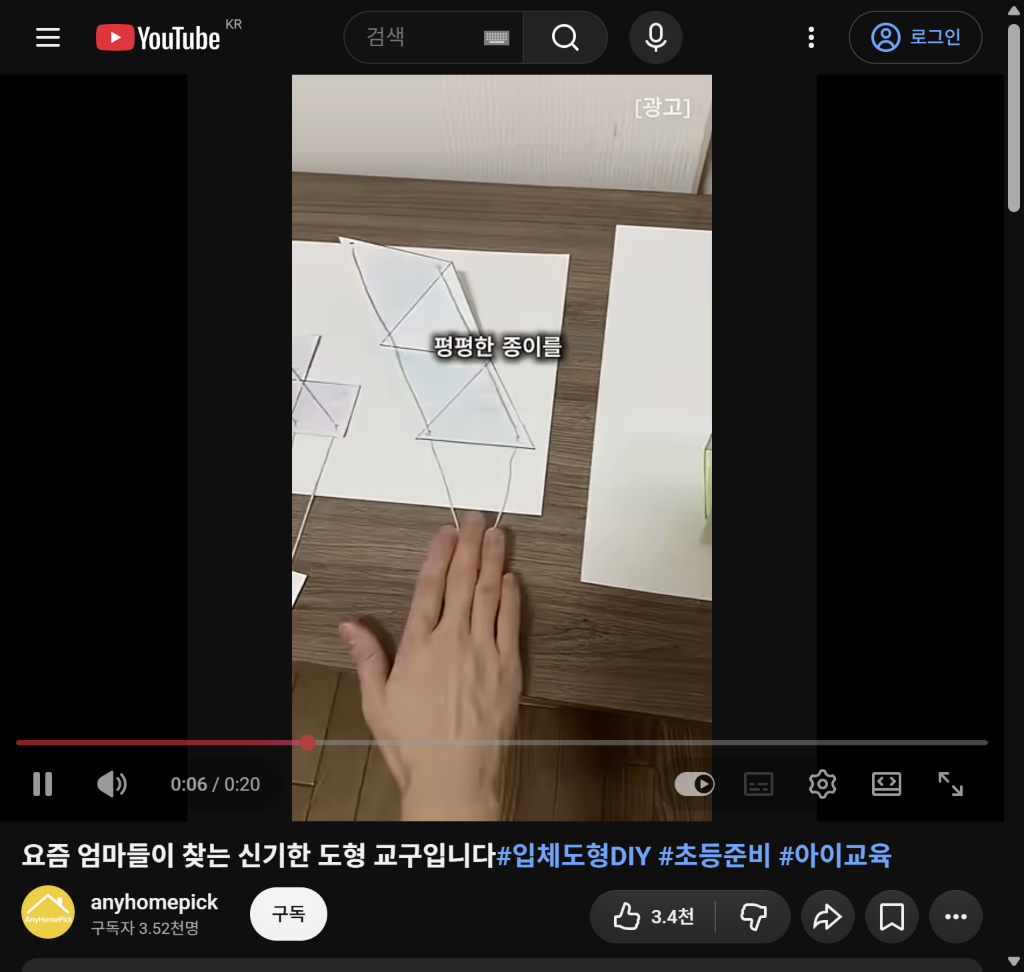 YouTube KR
검색
로그인
[광고]
평평한 종이를
0:06 / 0:20
요즘 엄마들이 찾는 신기한 도형 교구입니다#입체도형DIY #초등준비 #아이교육
AnyHomePick
anyhomepick
구독자 3.52천명
구독
3.4천